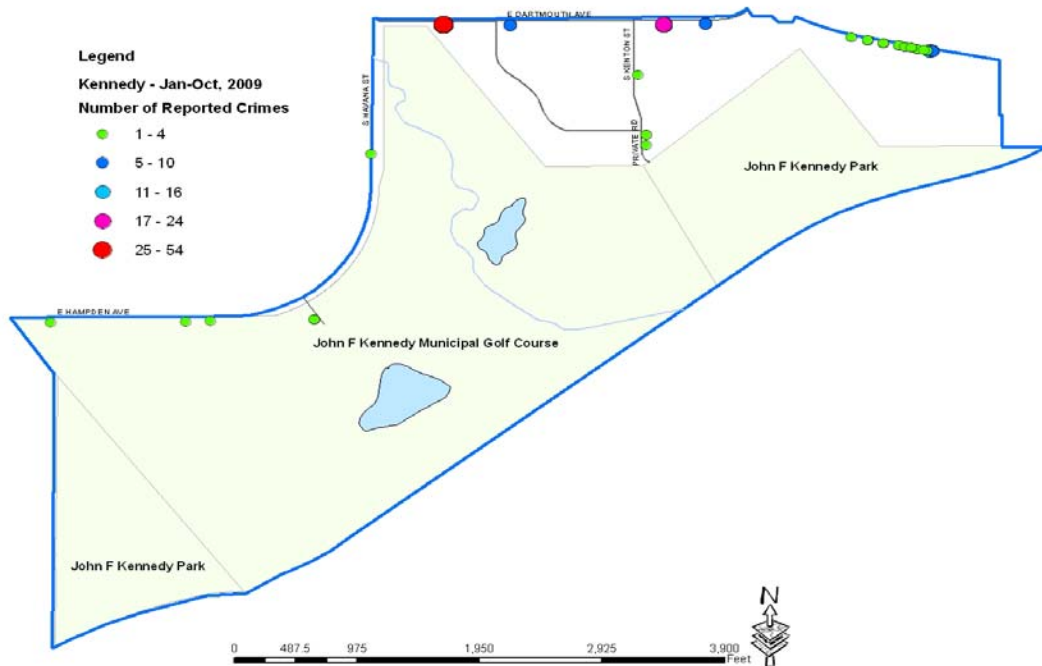 E DARTMOUTH AVE
Legend
Kennedy - Jan-Oct, 2009
Number of Reported Crimes
1 - 4
5 - 10
11 - 16
17 - 24
25 - 54
S HAVANA ST
S KENTON ST
PRIVATE RD
John F Kennedy Park
E HAMPDEN AVE
John F Kennedy Municipal Golf Course
John F Kennedy Park
N
0 487.5 975 1,950 2,925 3,900
Feet